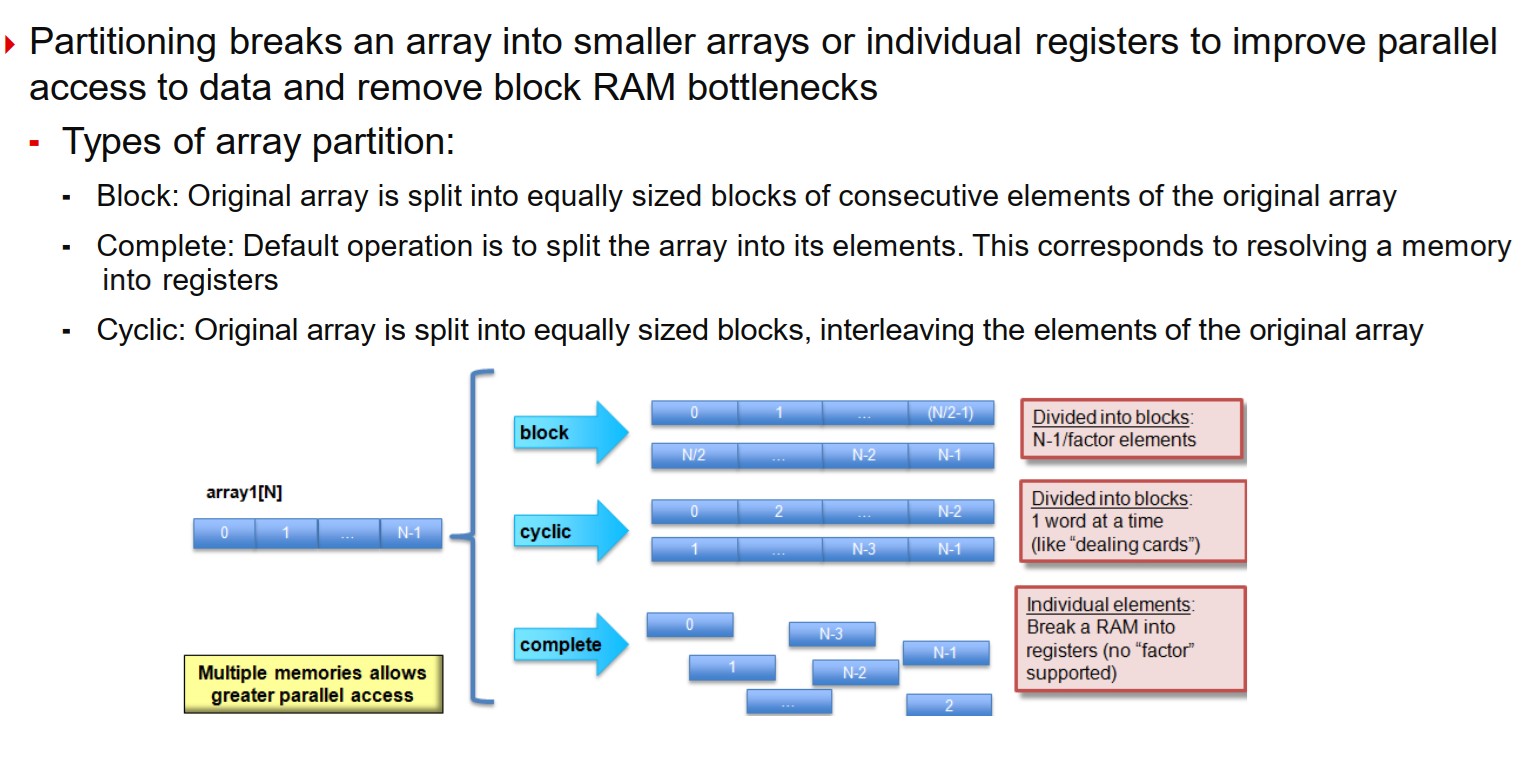 Partitioning breaks an array into smaller arrays or individual registers to improve parallel
access to data and remove block RAM bottlenecks
- Types of array partition:
- Block: Original array is split into equally sized blocks of consecutive elements of the original array
- Complete: Default operation is to split the array into its elements. This corresponds to resolving a memory
into registers
- Cyclic: Original array is split into equally sized blocks, interleaving the elements of the original array
array1[N]
0 1 ... N-1
Multiple memories allows
greater parallel access
block
0 1 ... (N/2-1)
N/2 ... N-2 N-1
Divided into blocks:
N-1/factor elements
cyclic
0 2 ... N-2
1 ... N-3 N-1
Divided into blocks:
1 word at a time
(like “dealing cards”)
complete
0
N-3
N-1
1
N-2
...
2
Individual elements:
Break a RAM into
registers (no “factor”
supported)